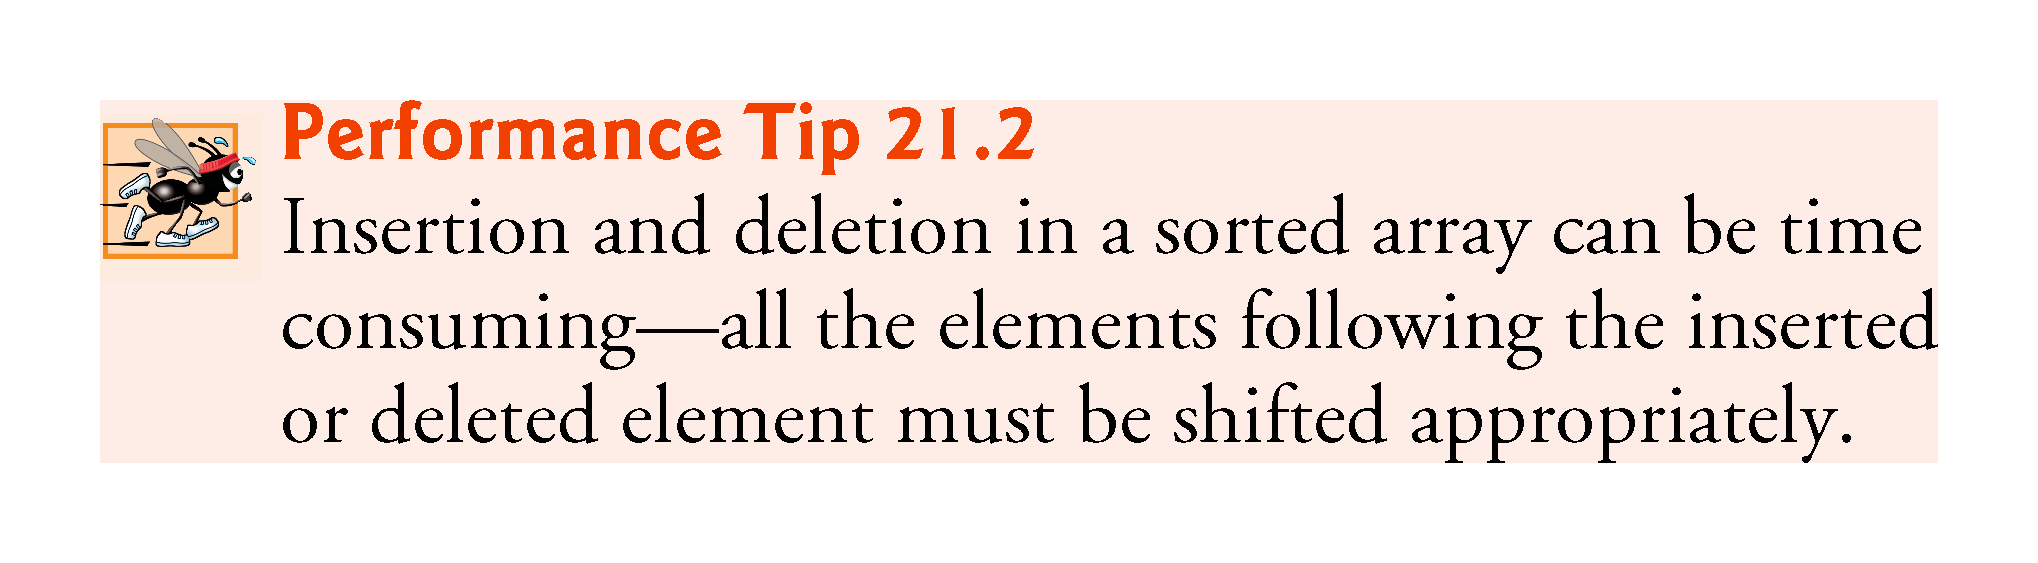 Performance Tip 21.2
Insertion and deletion in a sorted array can be time
consuming—all the elements following the inserted
or deleted element must be shifted appropriately.